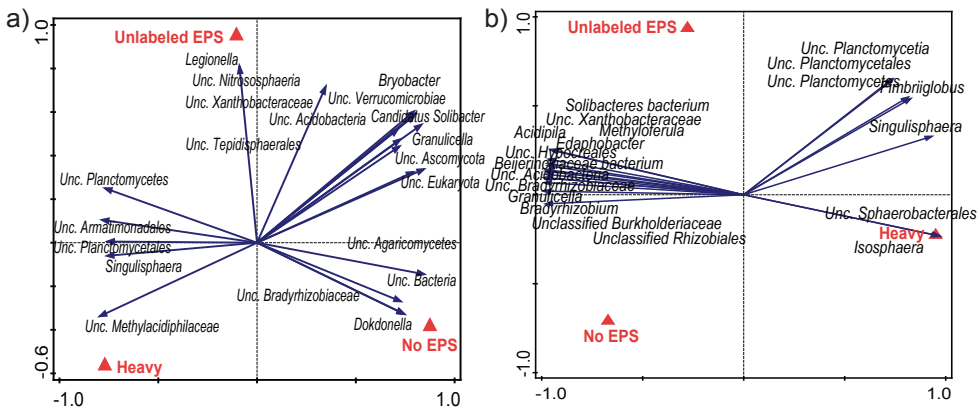 a)
1.0
Unlabeled EPS
Legionella
Unc. Nitrososphaeria
Bryobacter
Unc. Xanthobacteraceae
Unc. Verrucomicrobiae
Unc. Acidobacteria
Candidatus Solibacter
Unc. Tepidisphaerales
Granulicella
Unc. Ascomycota
Unc. Planctomycetes
Unc. Eukaryota
Unc. Armatimonadales
Unc. Planctomycetales
Unc. Agaricomycetes
Singulisphaera
Unc. Bacteria
Unc. Bradyrhizobiaceae
Unc. Methylacidiphilaceae
Dokdonella
No EPS
Heavy
-0.6
-1.0
1.0
b)
1.0
Unlabeled EPS
Unc. Planctomycetia
Unc. Planctomycetales
Unc. Planctomycetes
Fimbriiglobus
Solibacteres bacterium
Unc. Xanthobacteraceae
Singulisphaera
Acidipila
Methyloferula
Edaphobacter
Unc. Hypocreales
Beijerinckiaceae bacterium
Unc. Acidobacteria
Unc. Bradyrhizobiaceae
Granulicella
Bradyrhizobium
Unc. Sphaerobacterales
Unclassified Burkholderiaceae
Heavy
Unclassified Rhizobiales
Isosphaera
No EPS
-1.0
-1.0
1.0